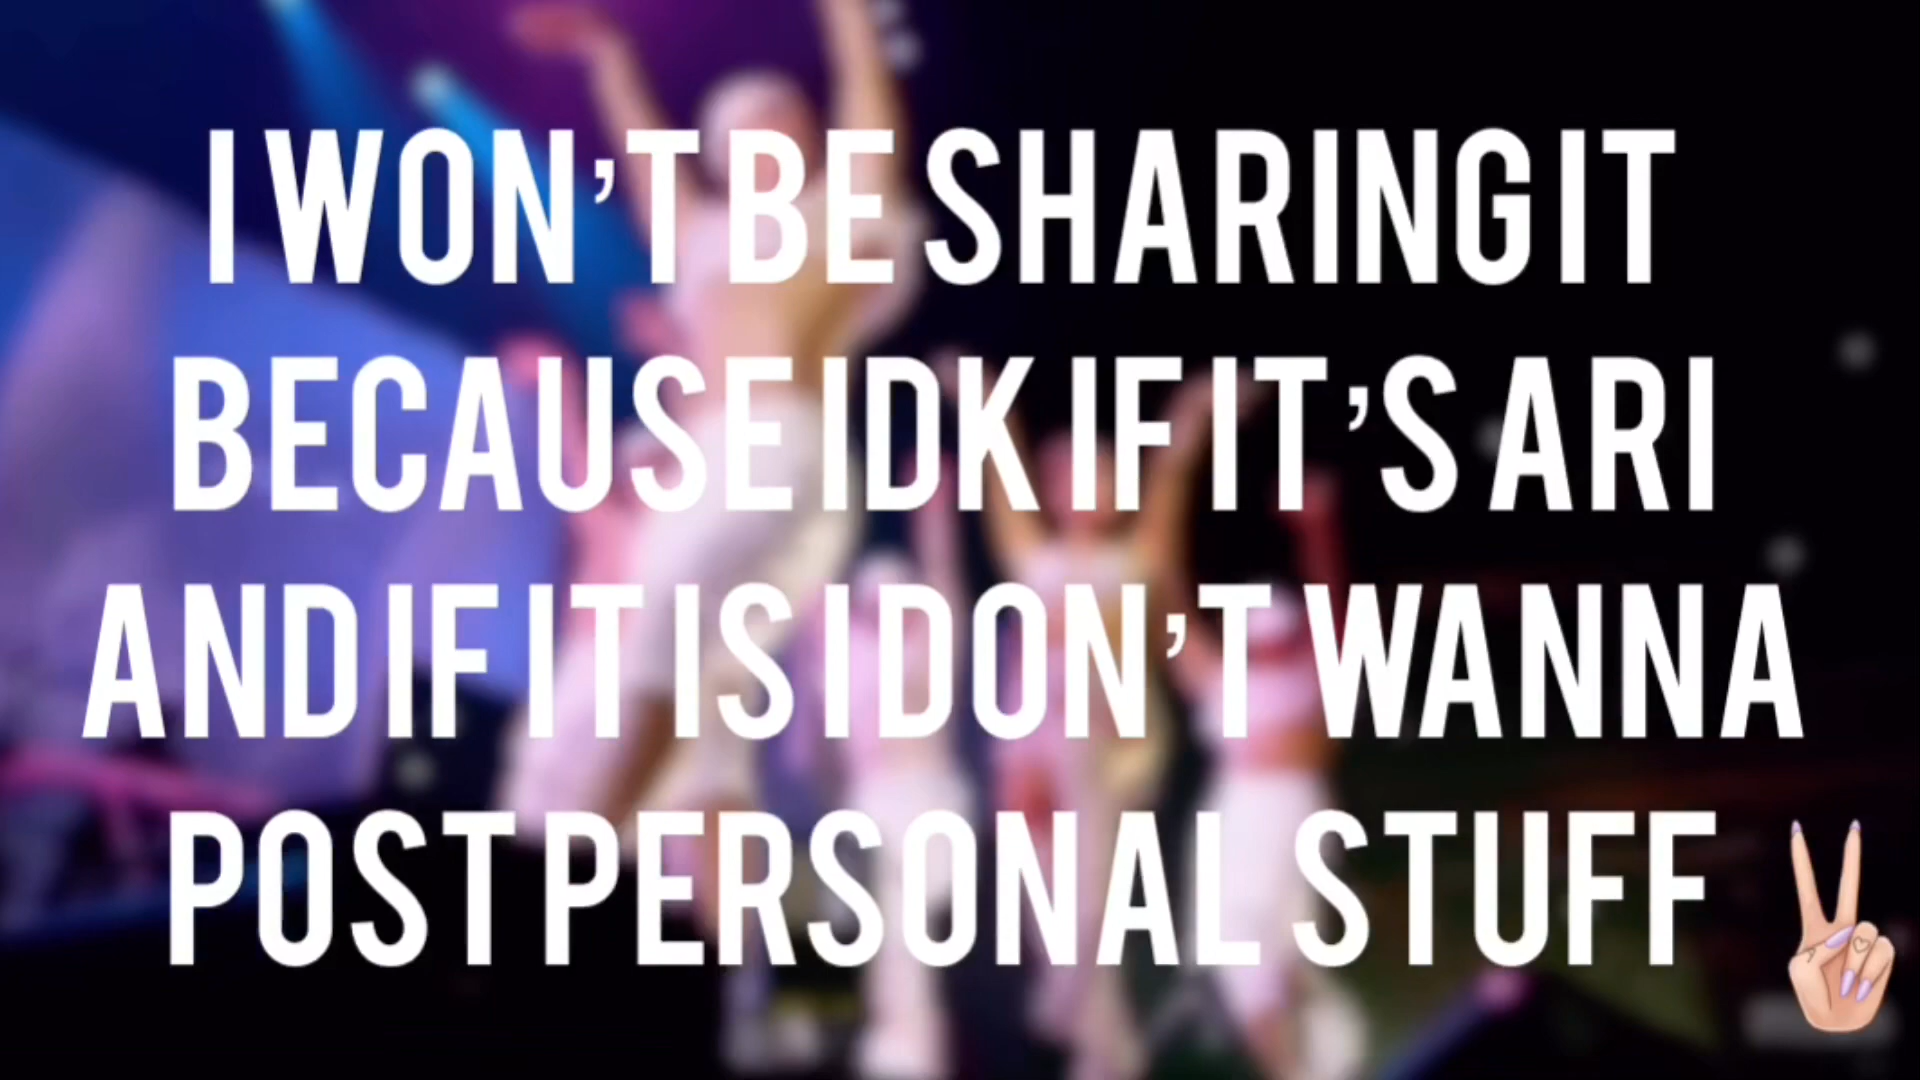 I WON'T BE SHARING IT
BECAUSE IDK IF IT'S ARI
AND IF IT IS I DON'T WANNA
POST PERSONAL STUFF